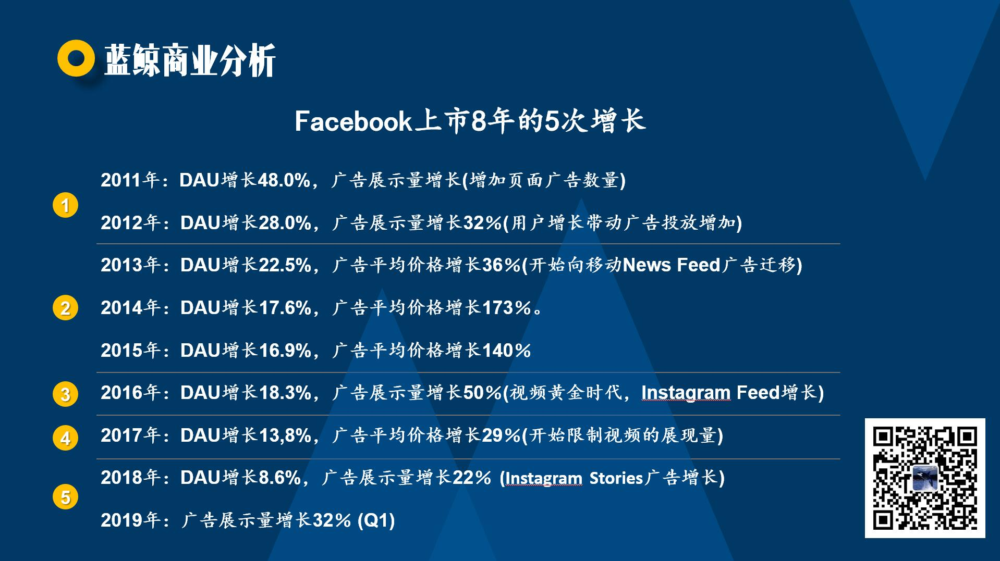 蓝鲸商业分析
Facebook上市8年的5次增长
1
2011年：DAU增长48.0%，广告展示量增长(增加页面广告数量)
2012年：DAU增长28.0%，广告展示量增长32%(用户增长带动广告投放增加)
2
2013年：DAU增长22.5%，广告平均价格增长36%(开始向移动News Feed广告迁移)
2014年：DAU增长17.6%，广告平均价格增长173%。
2015年：DAU增长16.9%，广告平均价格增长140%
3
2016年：DAU增长18.3%，广告展示量增长50%(视频黄金时代，Instagram Feed增长)
4
2017年：DAU增长13,8%，广告平均价格增长29%(开始限制视频的展现量)
5
2018年：DAU增长8.6%，广告展示量增长22% (Instagram Stories广告增长)
2019年：广告展示量增长32% (Q1)